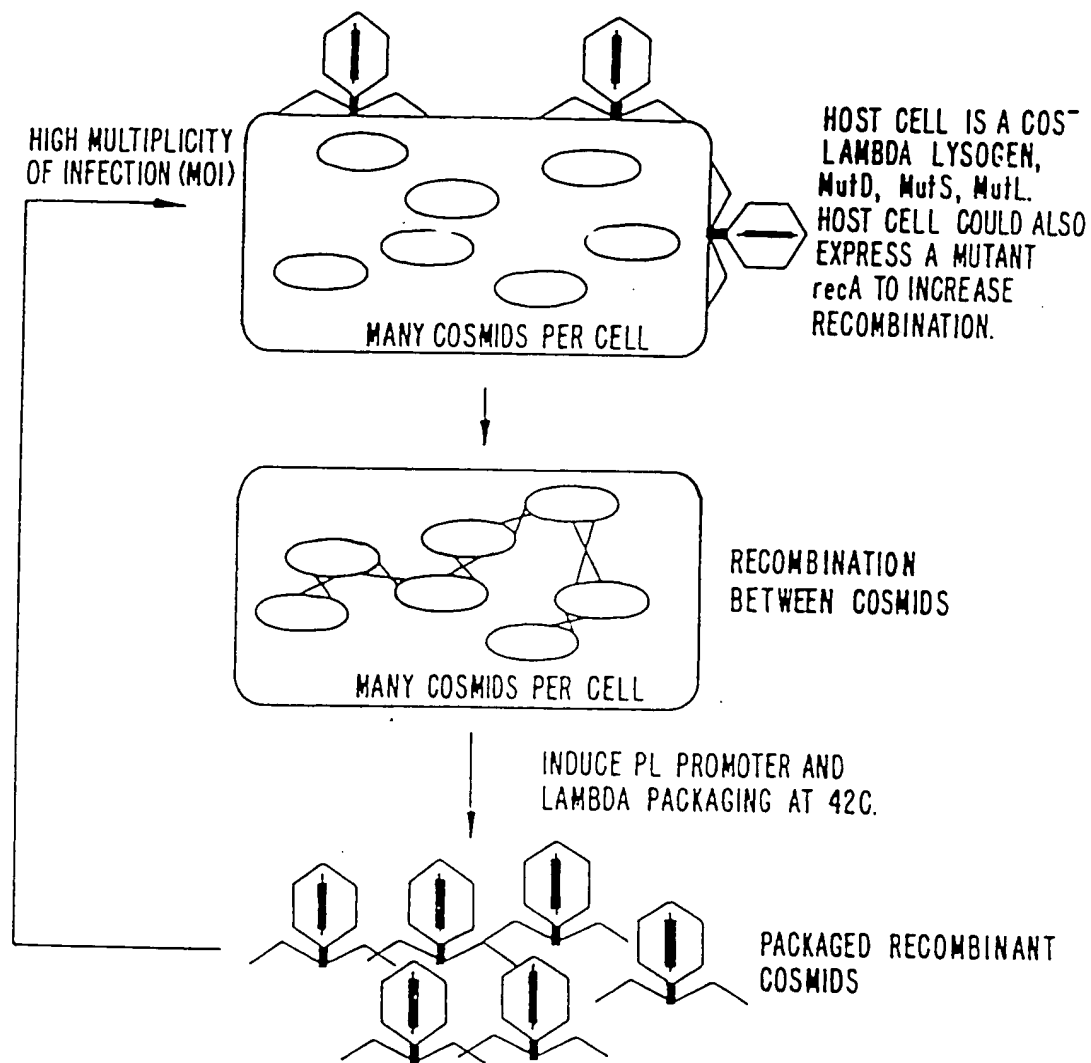 HIGH MULTIPLICITY
OF INFECTION (MOI)
HOST CELL IS A COS⁻
LAMBDA LYSOGEN,
MutD, MutS, MutL.
HOST CELL COULD ALSO
EXPRESS A MUTANT
recA TO INCREASE
RECOMBINATION.
MANY COSMIDS PER CELL
RECOMBINATION
BETWEEN COSMIDS
MANY COSMIDS PER CELL
INDUCE PL PROMOTER AND
LAMBDA PACKAGING AT 42C.
PACKAGED RECOMBINANT
COSMIDS